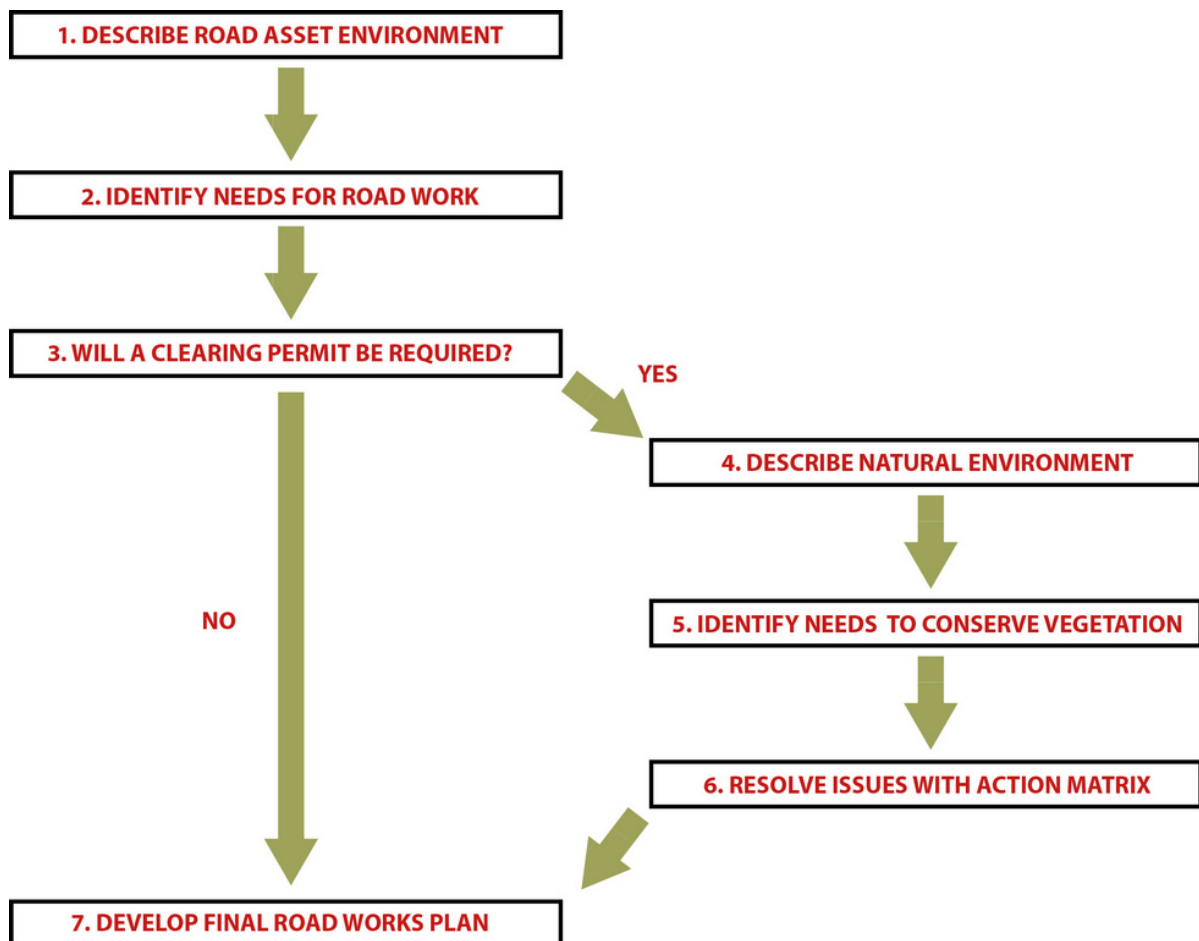 1. DESCRIBE ROAD ASSET ENVIRONMENT
2. IDENTIFY NEEDS FOR ROAD WORK
3. WILL A CLEARING PERMIT BE REQUIRED?
YES
4. DESCRIBE NATURAL ENVIRONMENT
NO
5. IDENTIFY NEEDS TO CONSERVE VEGETATION
6. RESOLVE ISSUES WITH ACTION MATRIX
7. DEVELOP FINAL ROAD WORKS PLAN